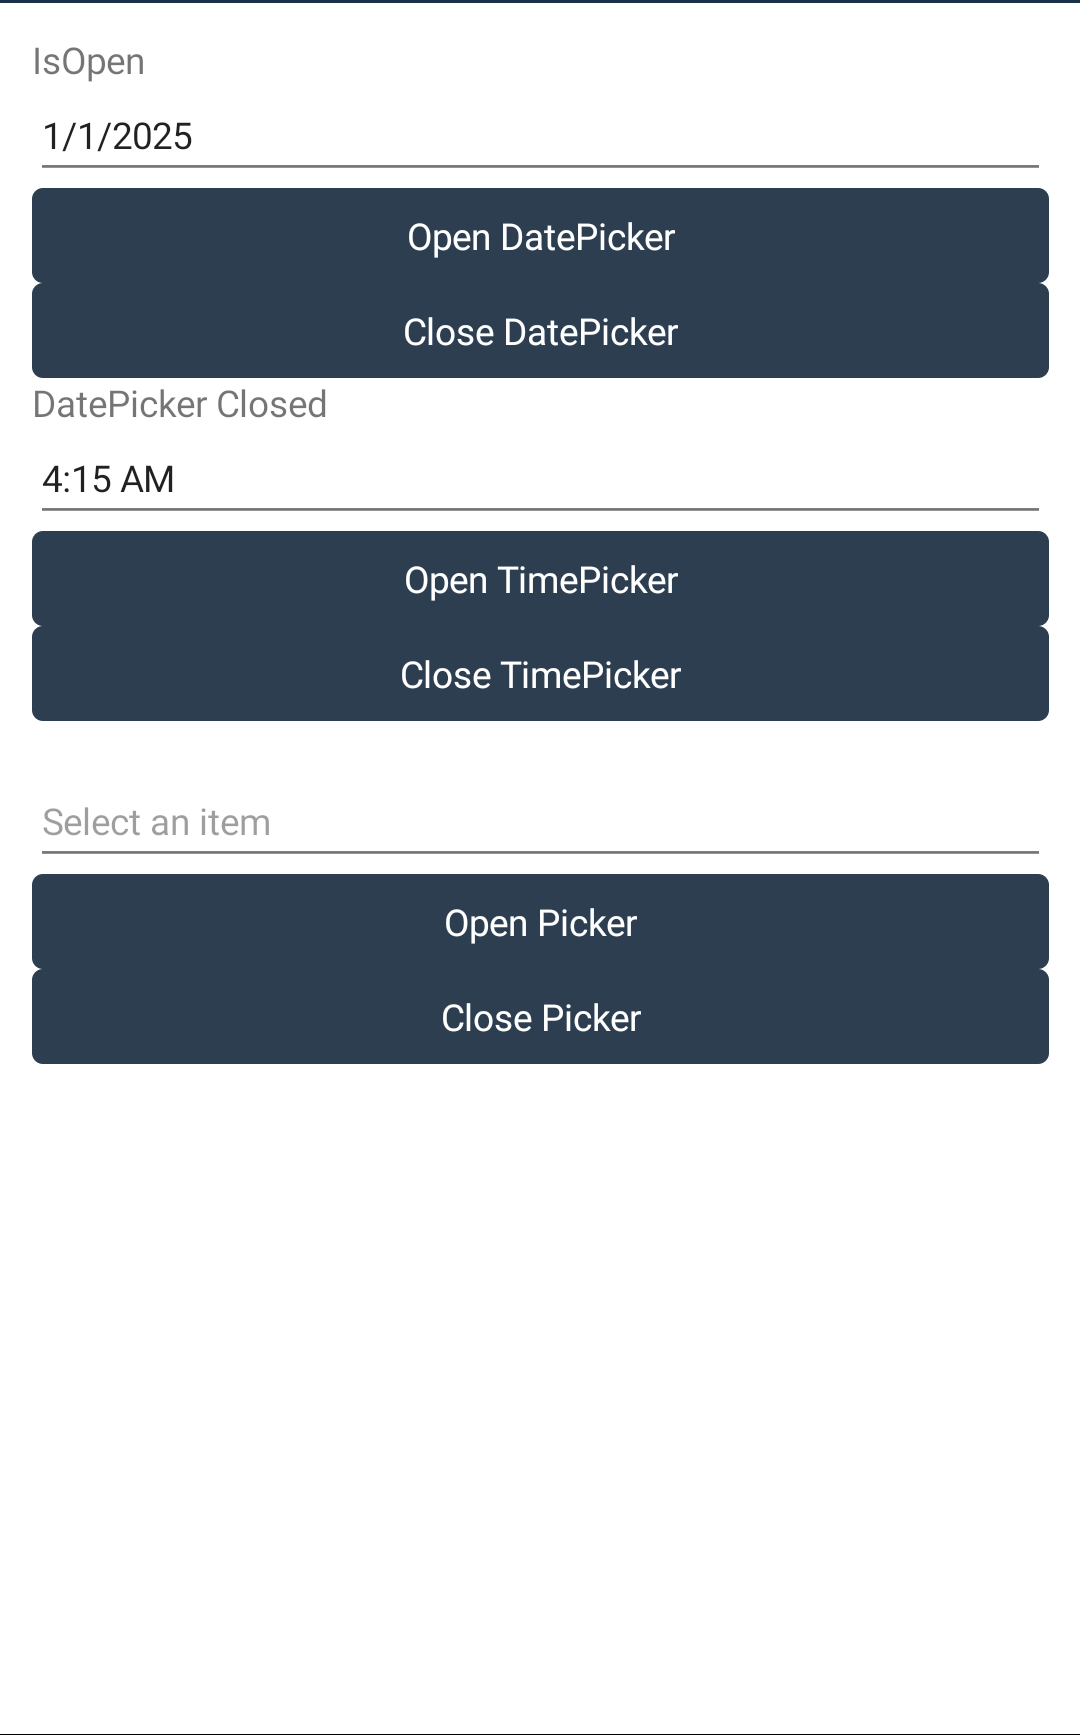 IsOpen
1/1/2025
Open DatePicker
Close DatePicker
DatePicker Closed
4:15 AM
Open TimePicker
Close TimePicker
Select an item
Open Picker
Close Picker